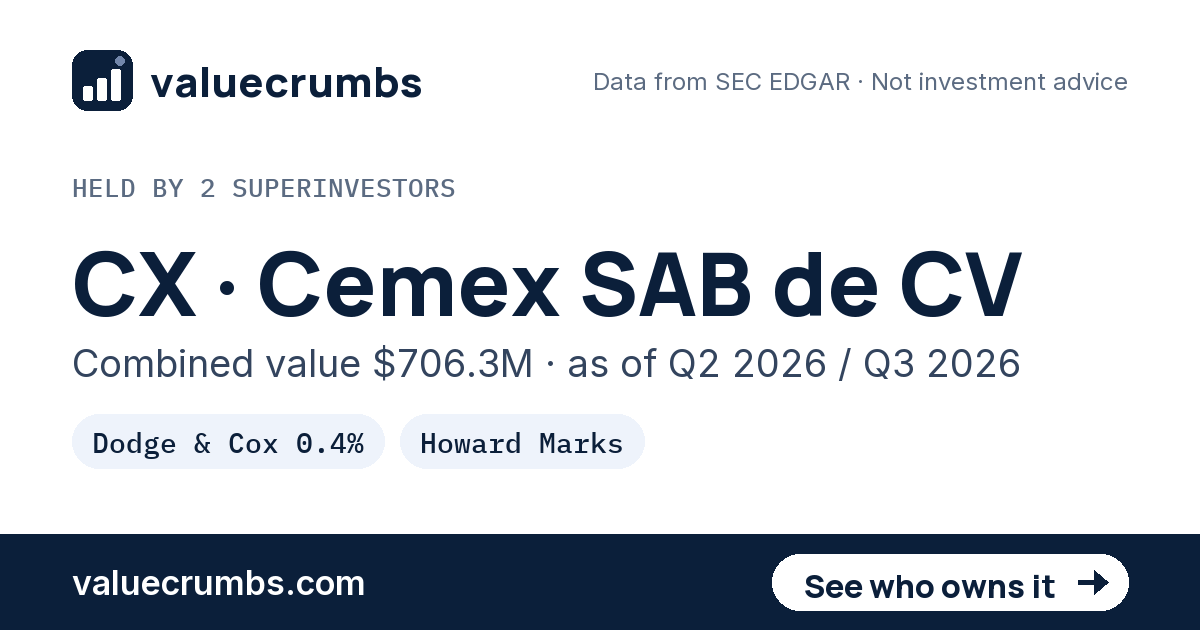 valuecrumbs
Data from SEC EDGAR · Not investment advice
HELD BY 2 SUPERINVESTORS
CX · Cemex SAB de CV
Combined value $706.3M · as of Q2 2026 / Q3 2026
Dodge & Cox 0.4%
Howard Marks
valuecrumbs.com
See who owns it →